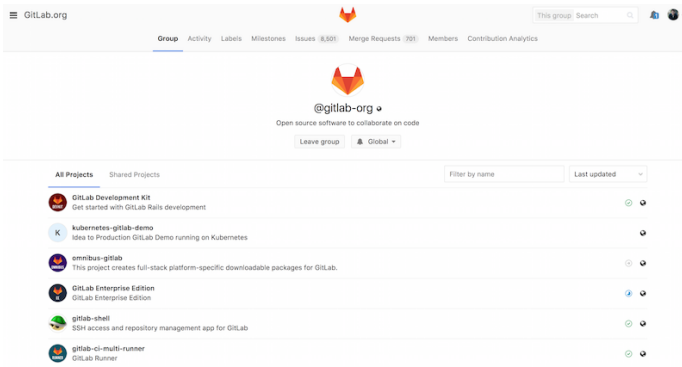 GitLab.org
This group Search
Group Activity Labels Milestones Issues 8,501 Merge Requests 701 Members Contribution Analytics
@gitlab-org
Open source software to collaborate on code
Leave group Global
All Projects Shared Projects Filter by name Last updated
GitLab Development Kit
Get started with GitLab Rails development
K
kubernetes-gitlab-demo
Idea to Production GitLab Demo running on Kubernetes
omnibus-gitlab
This project creates full-stack platform-specific downloadable packages for GitLab.
GitLab Enterprise Edition
GitLab Enterprise Edition
gitlab-shell
SSH access and repository management app for GitLab
gitlab-ci-multi-runner
GitLab Runner